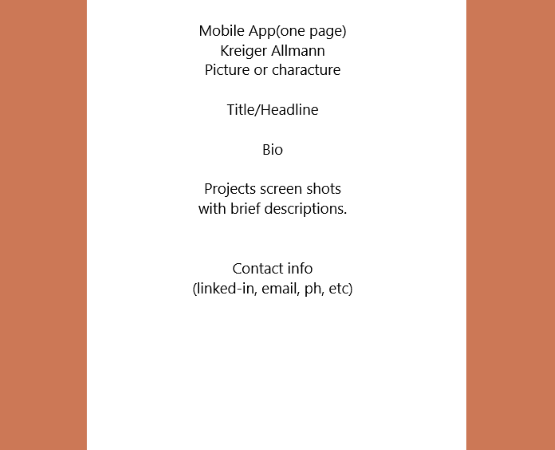 Mobile App(one page)
Kreiger Allmann
Picture or characture
Title/Headline
Bio
Projects screen shots
with brief descriptions.
Contact info
(linked-in, email, ph, etc)